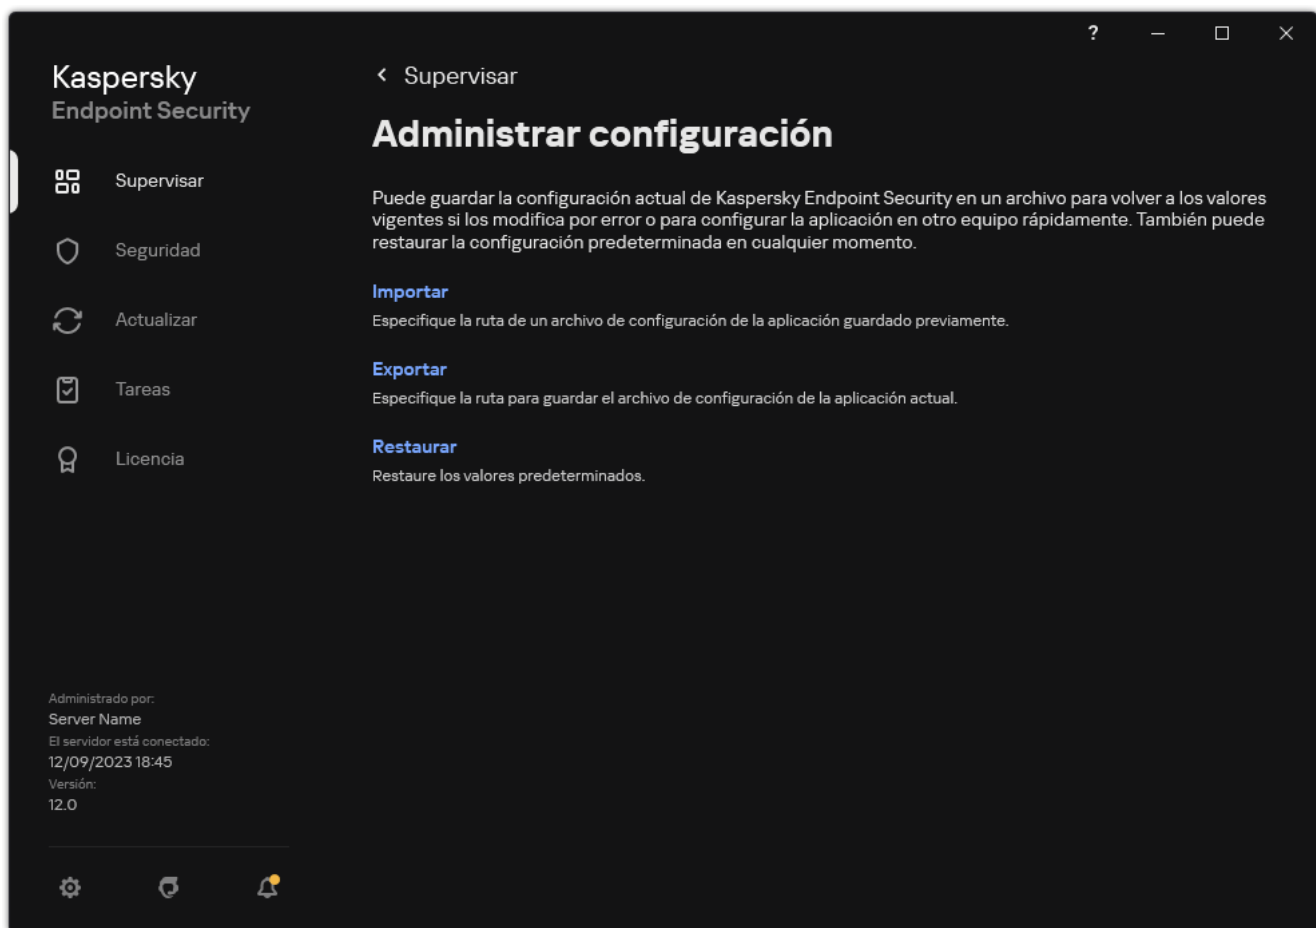 ?
Kaspersky
Endpoint Security
Supervisar
Seguridad
Actualizar
Tareas
Licencia
Administrado por:
Server Name
El servidor está conectado:
12/09/2023 18:45
Versión:
12.0
Supervisar
Administrar configuración
Puede guardar la configuración actual de Kaspersky Endpoint Security en un archivo para volver a los valores
vigentes si los modifica por error o para configurar la aplicación en otro equipo rápidamente. También puede
restaurar la configuración predeterminada en cualquier momento.
Importar
Especifique la ruta de un archivo de configuración de la aplicación guardado previamente.
Exportar
Especifique la ruta para guardar el archivo de configuración de la aplicación actual.
Restaurar
Restaure los valores predeterminados.